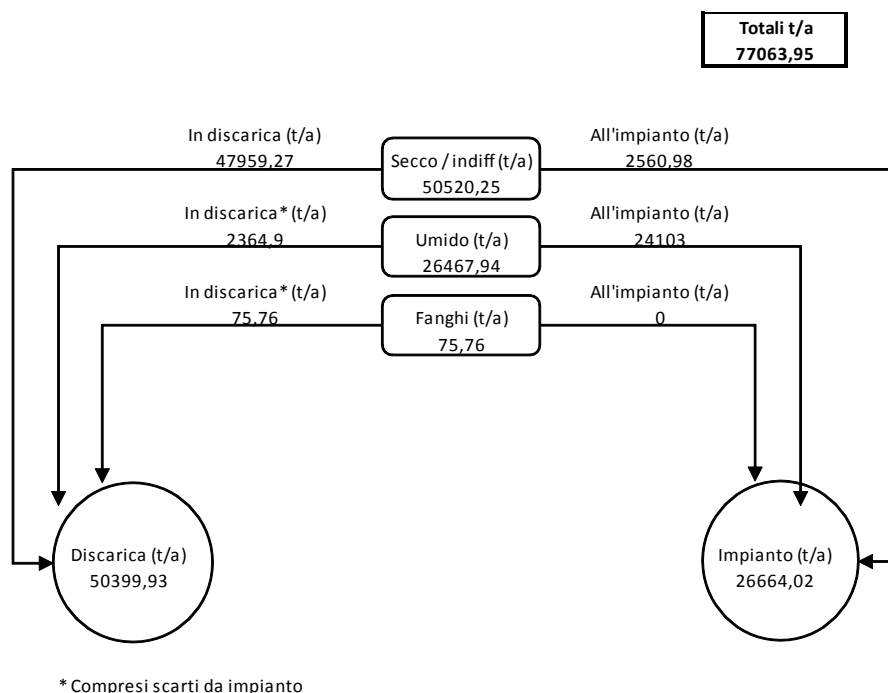 Totali t/a
77063,95
In discarica (t/a)
47959,27
Secco / indiff (t/a)
50520,25
All'impianto (t/a)
2560,98
In discarica* (t/a)
2364,9
Umido (t/a)
26467,94
All'impianto (t/a)
24103
In discarica* (t/a)
75,76
Fanghi (t/a)
75,76
All'impianto (t/a)
0
Discarica (t/a)
50399,93
Impianto (t/a)
26664,02
* Compresi scarti da impianto